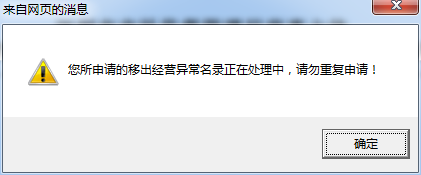 来自网页的消息
您所申请的移出经营异常名录正在处理中，请勿重复申请！
确定